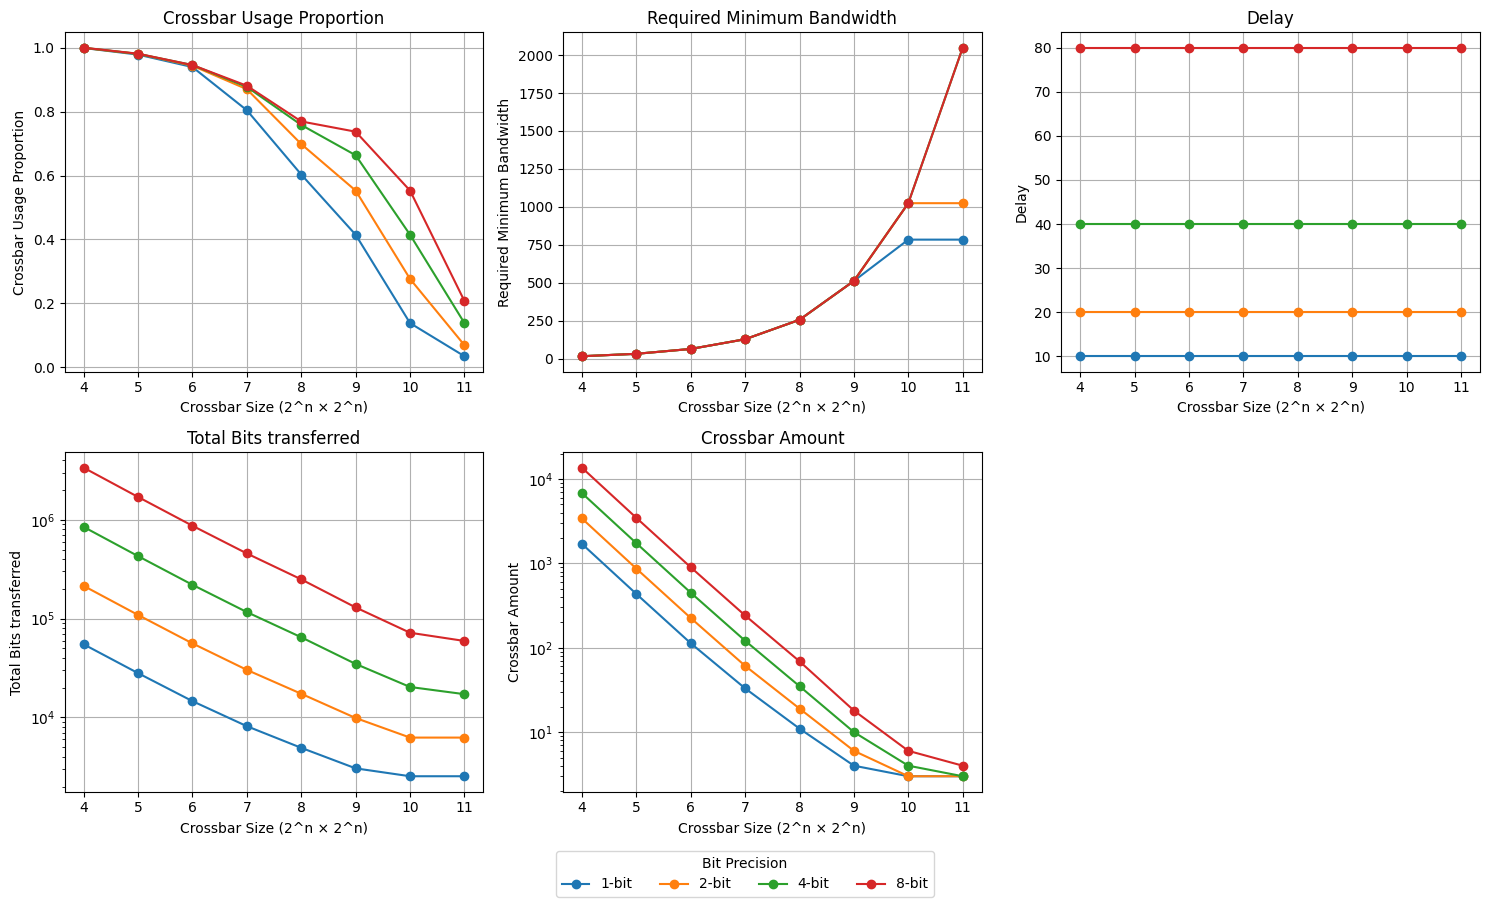 Crossbar Usage Proportion
Crossbar Usage Proportion
1.0
0.8
0.6
0.4
0.2
0.0
4 5 6 7 8 9 10 11
Crossbar Size (2^n × 2^n)
Required Minimum Bandwidth
Required Minimum Bandwidth
2000
1750
1500
1250
1000
750
500
250
0
4 5 6 7 8 9 10 11
Crossbar Size (2^n × 2^n)
Delay
Delay
80
70
60
50
40
30
20
10
4 5 6 7 8 9 10 11
Crossbar Size (2^n × 2^n)
Total Bits transferred
Total Bits transferred
10^6
10^5
10^4
4 5 6 7 8 9 10 11
Crossbar Size (2^n × 2^n)
Crossbar Amount
Crossbar Amount
10^4
10^3
10^2
10^1
4 5 6 7 8 9 10 11
Crossbar Size (2^n × 2^n)
Bit Precision
1-bit 2-bit 4-bit 8-bit